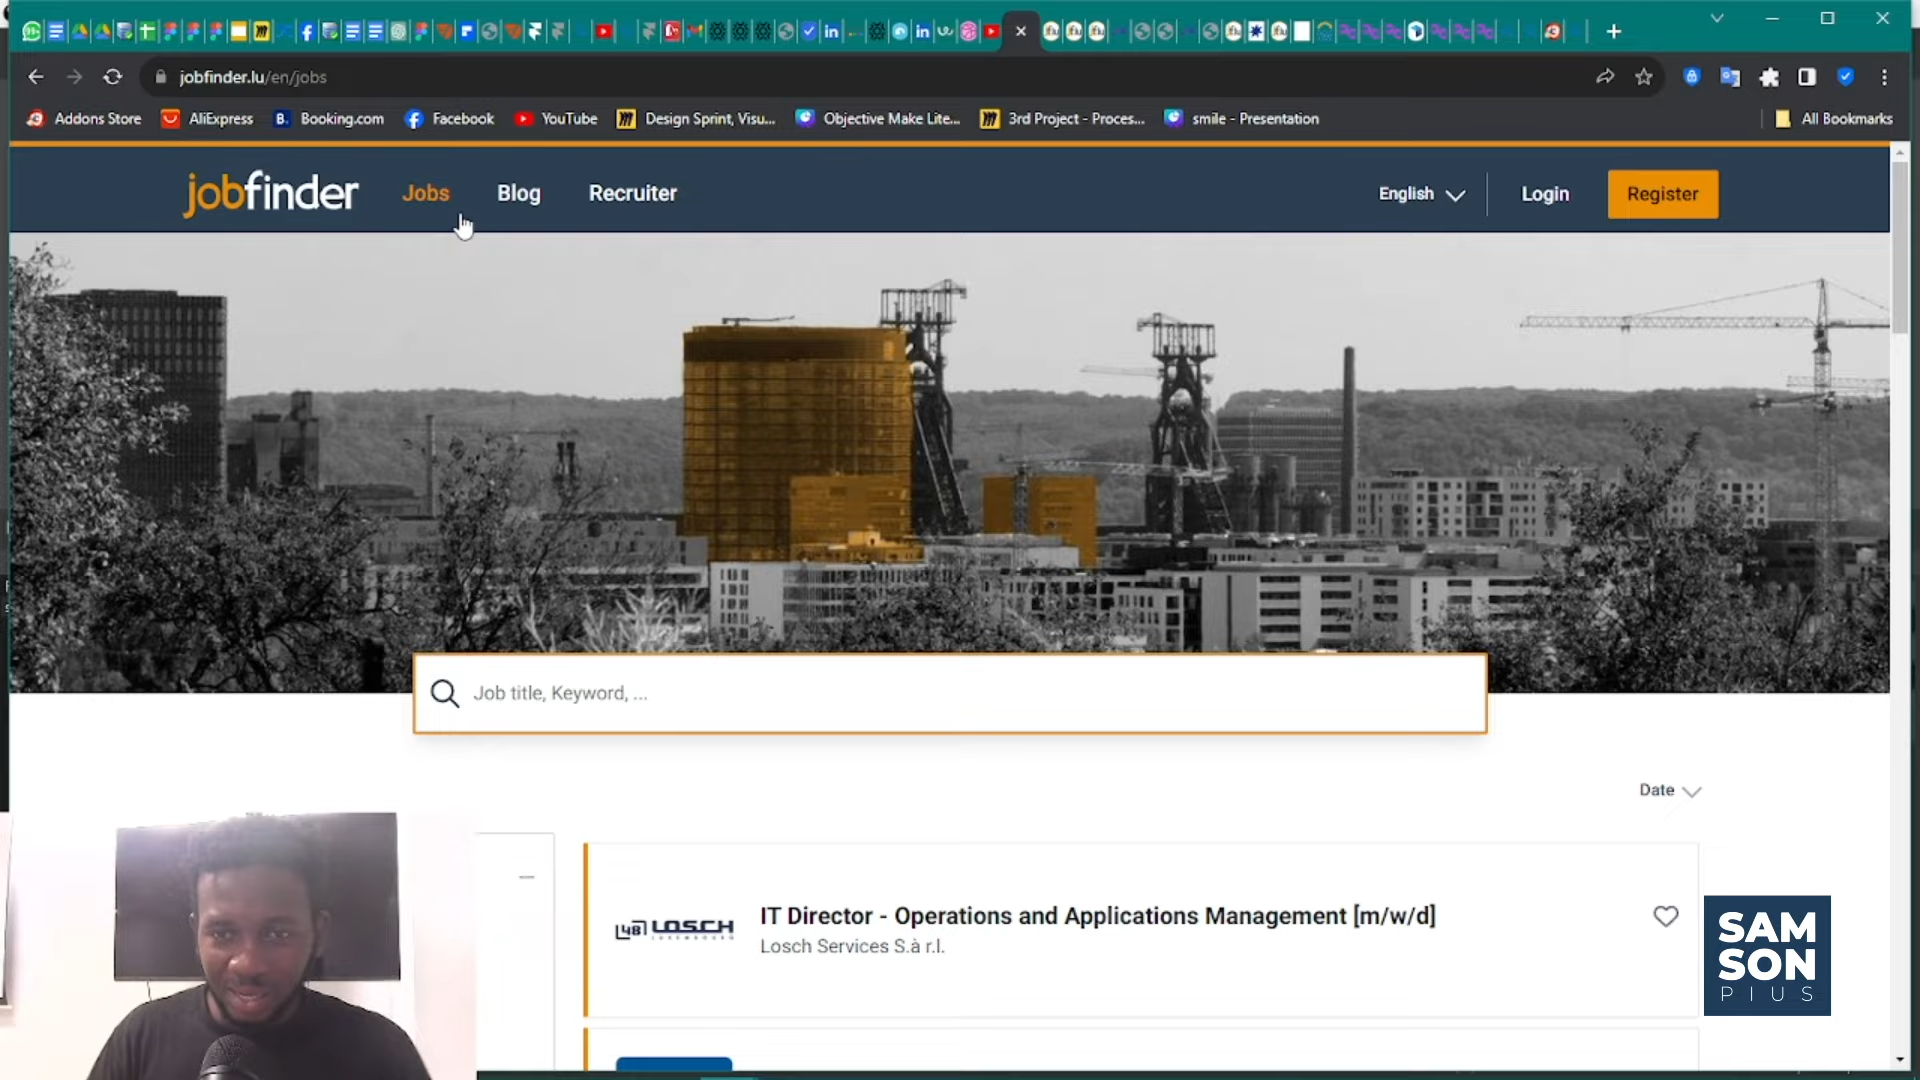 jobfinder.lu/en/jobs
Addons Store
AliExpress
Booking.com
Facebook
YouTube
Design Sprint, Visu...
Objective Make Lite...
3rd Project - Proces...
smile - Presentation
All Bookmarks
jobfinder
Jobs
Blog
Recruiter
English
Login
Register
Job title, Keyword, ...
Date
LOSCH
IT Director - Operations and Applications Management [m/w/d]
Losch Services S.à r.l.
SAM
SON
PIUS